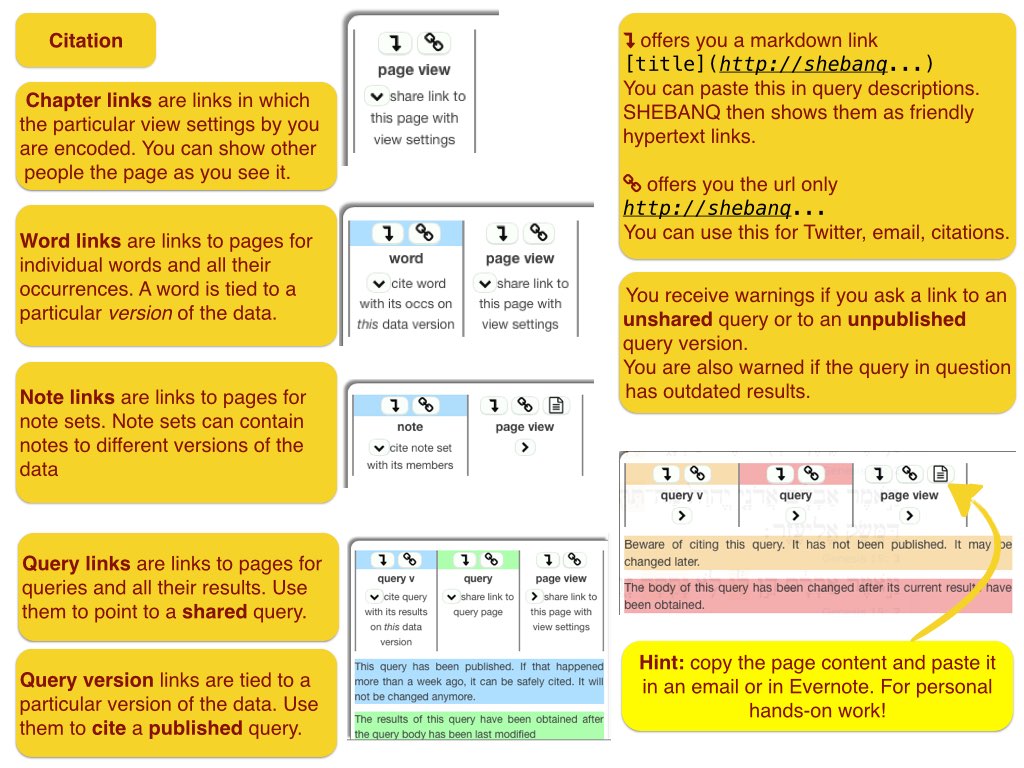 Citation
Chapter links are links in which
the particular view settings by you
are encoded. You can show other
people the page as you see it.
page view
share link to
this page with
view settings
Word links are links to pages for
individual words and all their
occurrences. A word is tied to a
particular version of the data.
word
cite word
with its occs on
this data version
page view
share link to
this page with
view settings
Note links are links to pages for
note sets. Note sets can contain
notes to different versions of the
data
note
cite note set
with its members
page view
Query links are links to pages for
queries and all their results. Use
them to point to a shared query.
Query version links are tied to a
particular version of the data. Use
them to cite a published query.
query v
cite query
with its results
on this data
version
query
share link to
query page
page view
share link to
this page with
view settings
This query has been published. If that happened
more than a week ago, it can be safely cited. It will
not be changed anymore.
The results of this query have been obtained after
the query body has been last modified
offers you a markdown link
[title](http://shebanq...)
You can paste this in query descriptions.
SHEBANQ then shows them as friendly
hypertext links.
offers you the url only
http://shebanq...
You can use this for Twitter, email, citations.
You receive warnings if you ask a link to an
unshared query or to an unpublished
query version.
You are also warned if the query in question
has outdated results.
query v
query
page view
Beware of citing this query. It has not been published. It may be
changed later.
The body of this query has been changed after its current results have
been obtained.
Hint: copy the page content and paste it
in an email or in Evernote. For personal
hands-on work!